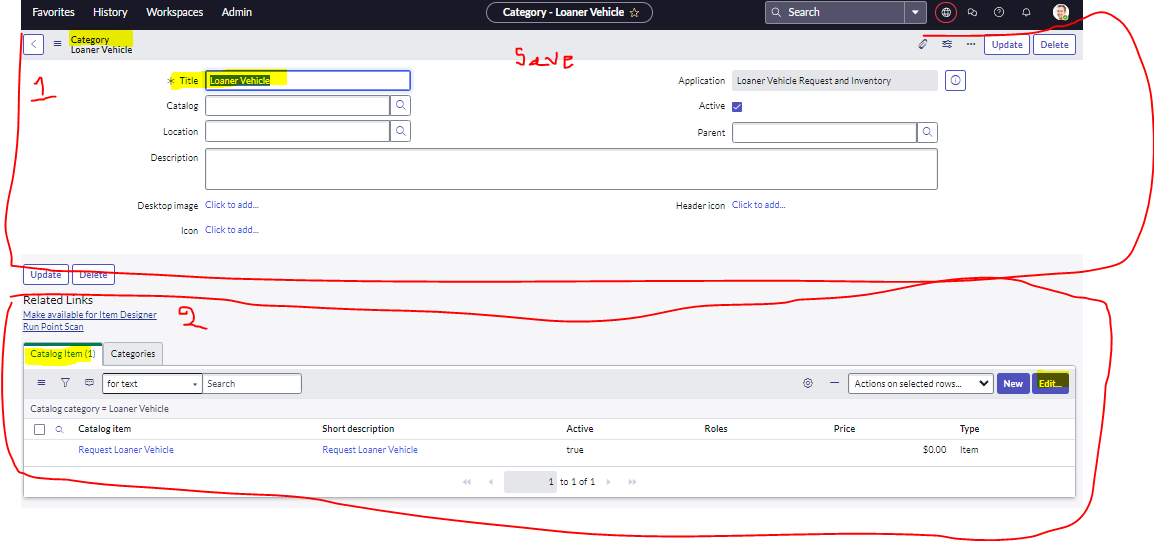 Favorites History Workspaces Admin Category - Loaner Vehicle ☆ Search
Category
Loaner Vehicle
Save
Update Delete
1
* Title Loaner Vehicle
Application Loaner Vehicle Request and Inventory
Catalog
Active
Location
Parent
Description
Desktop image Click to add...
Header icon Click to add...
Icon Click to add...
Update Delete
Related Links
Make available for Item Designer
2
Run Point Scan
Catalog Item (1) Categories
for text Search Actions on selected rows... New Edit...
Catalog category = Loaner Vehicle
Catalog item Short description Active Roles Price Type
Request Loaner Vehicle Request Loaner Vehicle true $0.00 Item
1 to 1 of 1